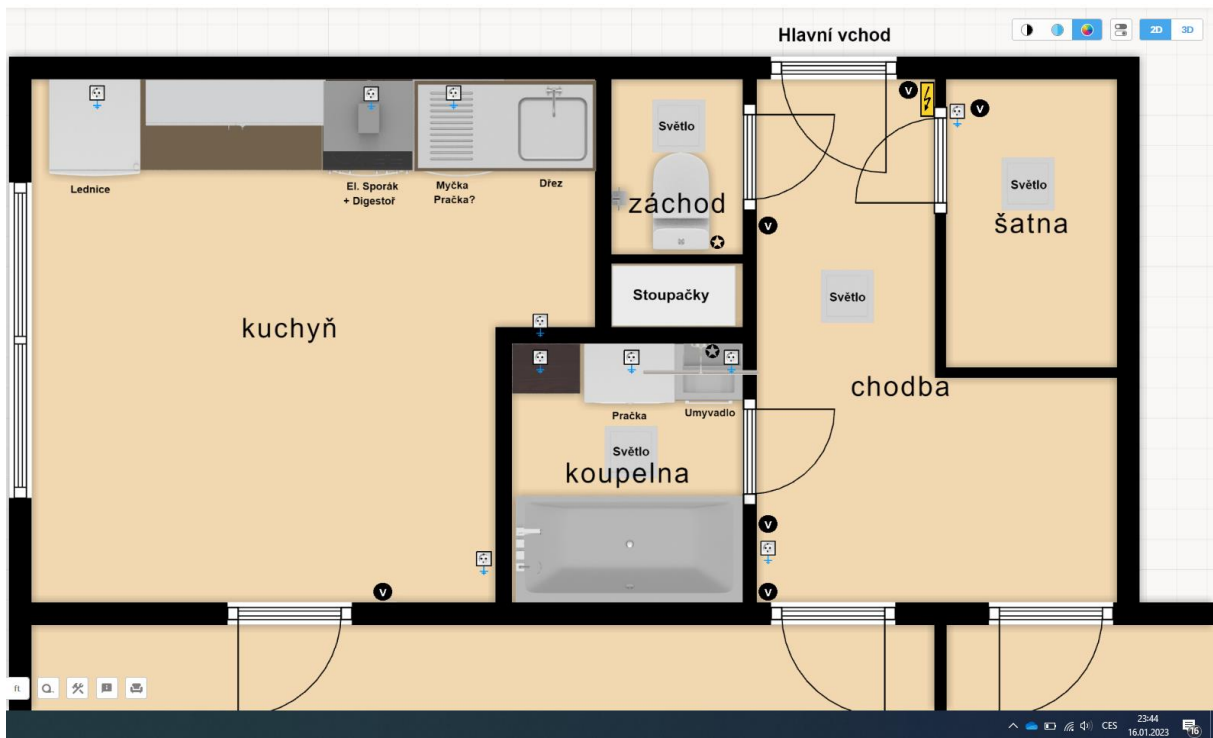 Hlavní vchod
2D
3D
V
V
Světlo
Lednice
El. Sporák
+ Digestoř
Myčka
Pračka?
Dřez
Světlo
záchod
šatna
V
Stoupačky
Světlo
kuchyň
chodba
Pračka
Umyvadlo
Světlo
koupelna
V
V
V
ft
CES
23:44
16.01.2023
16